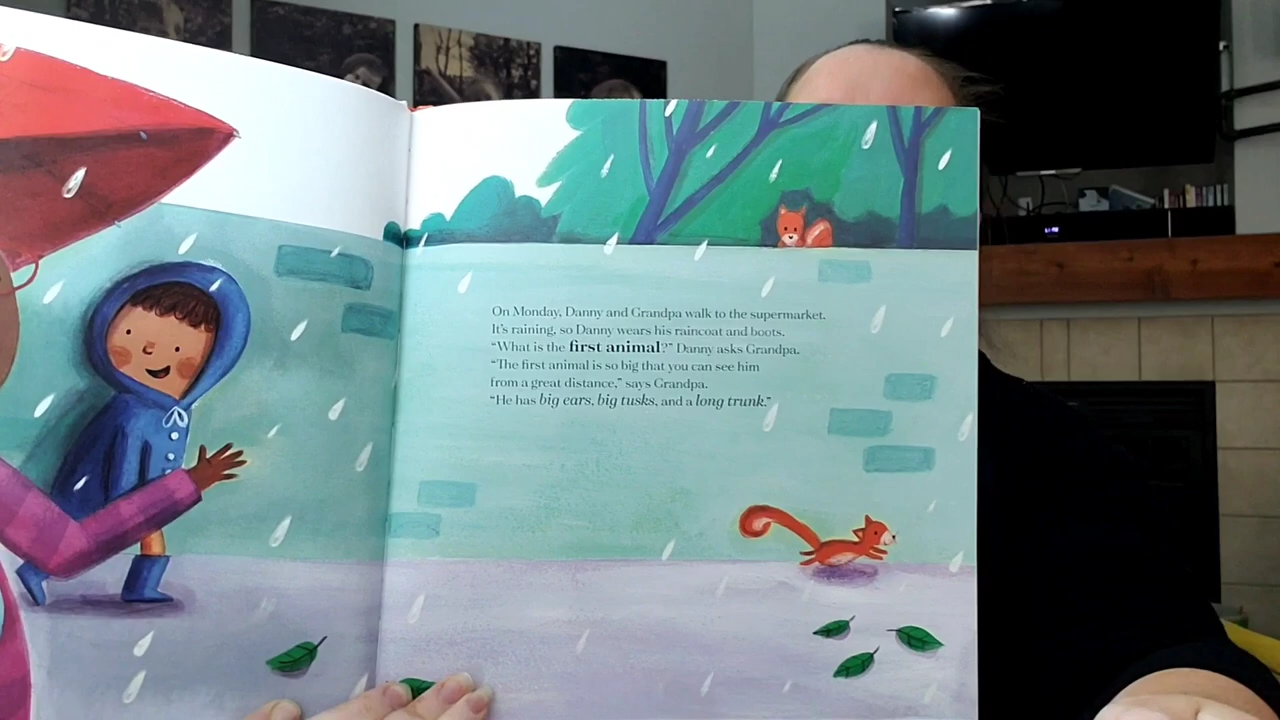 On Monday, Danny and Grandpa walk to the supermarket.
It's raining, so Danny wears his raincoat and boots.
“What is the first animal?” Danny asks Grandpa.
“The first animal is so big that you can see him
from a great distance,” says Grandpa.
“He has big ears, big tusks, and a long trunk.”